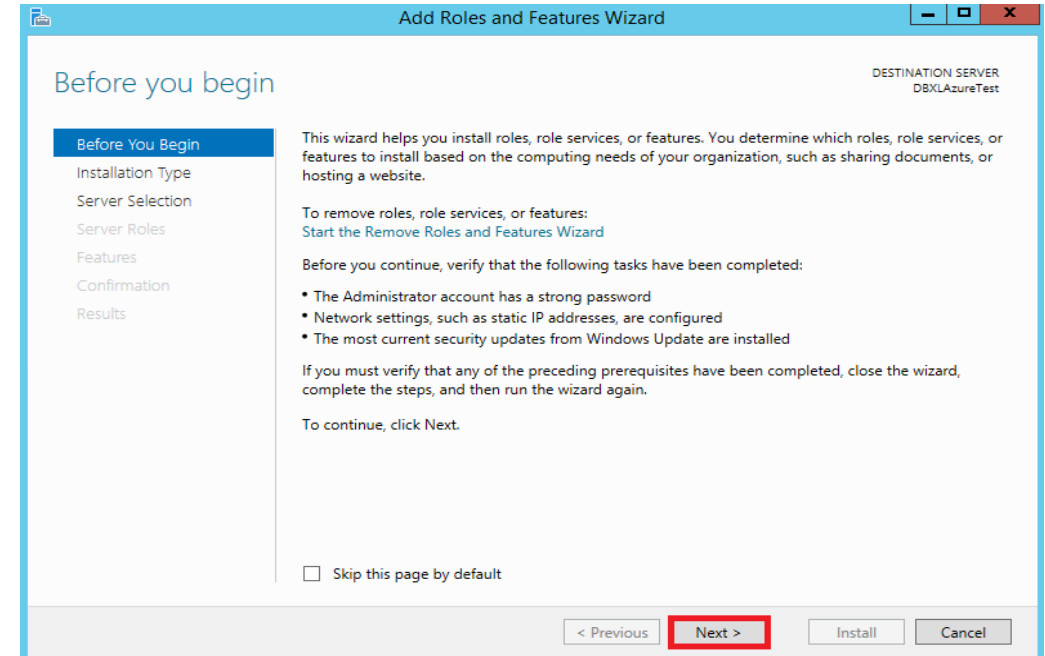 Add Roles and Features Wizard
Before you begin
DESTINATION SERVER
DBXLAzureTest
Before You Begin
Installation Type
Server Selection
Server Roles
Features
Confirmation
Results
This wizard helps you install roles, role services, or features. You determine which roles, role services, or
features to install based on the computing needs of your organization, such as sharing documents, or
hosting a website.
To remove roles, role services, or features:
Start the Remove Roles and Features Wizard
Before you continue, verify that the following tasks have been completed:
• The Administrator account has a strong password
• Network settings, such as static IP addresses, are configured
• The most current security updates from Windows Update are installed
If you must verify that any of the preceding prerequisites have been completed, close the wizard,
complete the steps, and then run the wizard again.
To continue, click Next.
Skip this page by default
< Previous
Next >
Install
Cancel